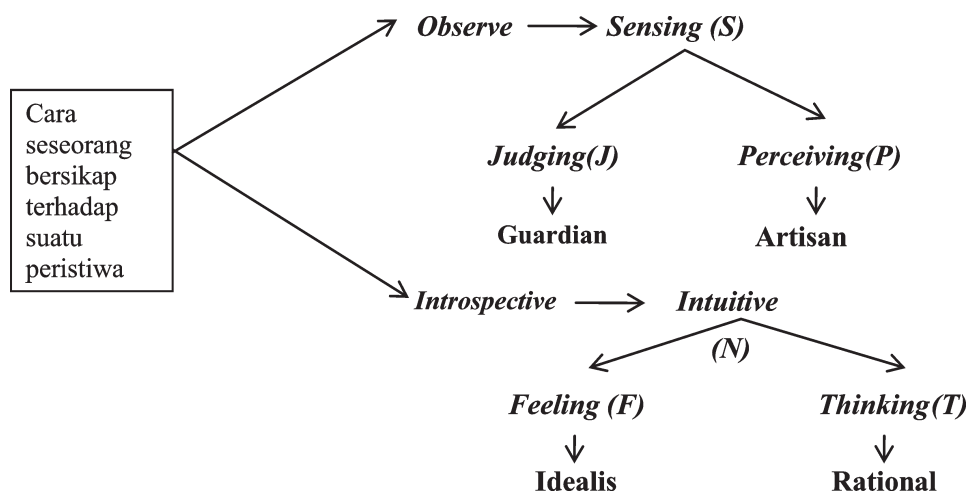 Observe
Sensing (S)
Cara
seseorang
bersikap
terhadap
suatu
peristiwa
Judging(J)
Perceiving(P)
Guardian
Artisan
Introspective
Intuitive
(N)
Feeling (F)
Thinking(T)
Idealis
Rational